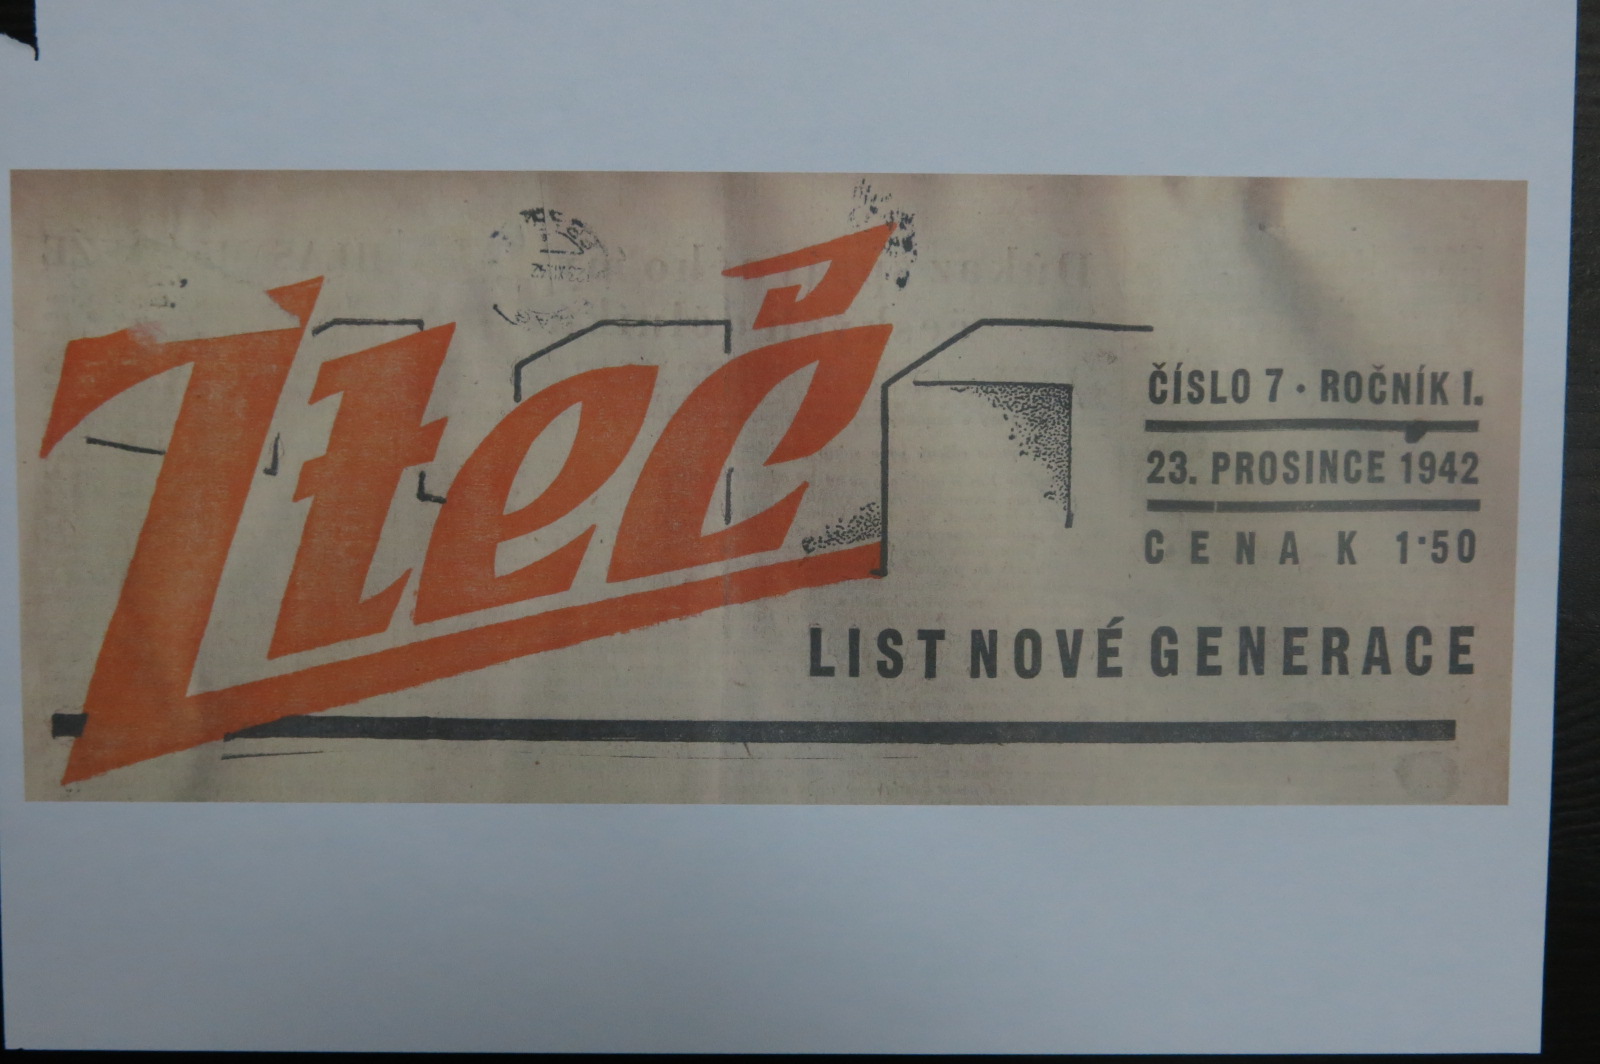 Zteč
ČÍSLO 7 · ROČNÍK I.
23. PROSINCE 1942
CENA K 1·50
LIST NOVÉ GENERACE